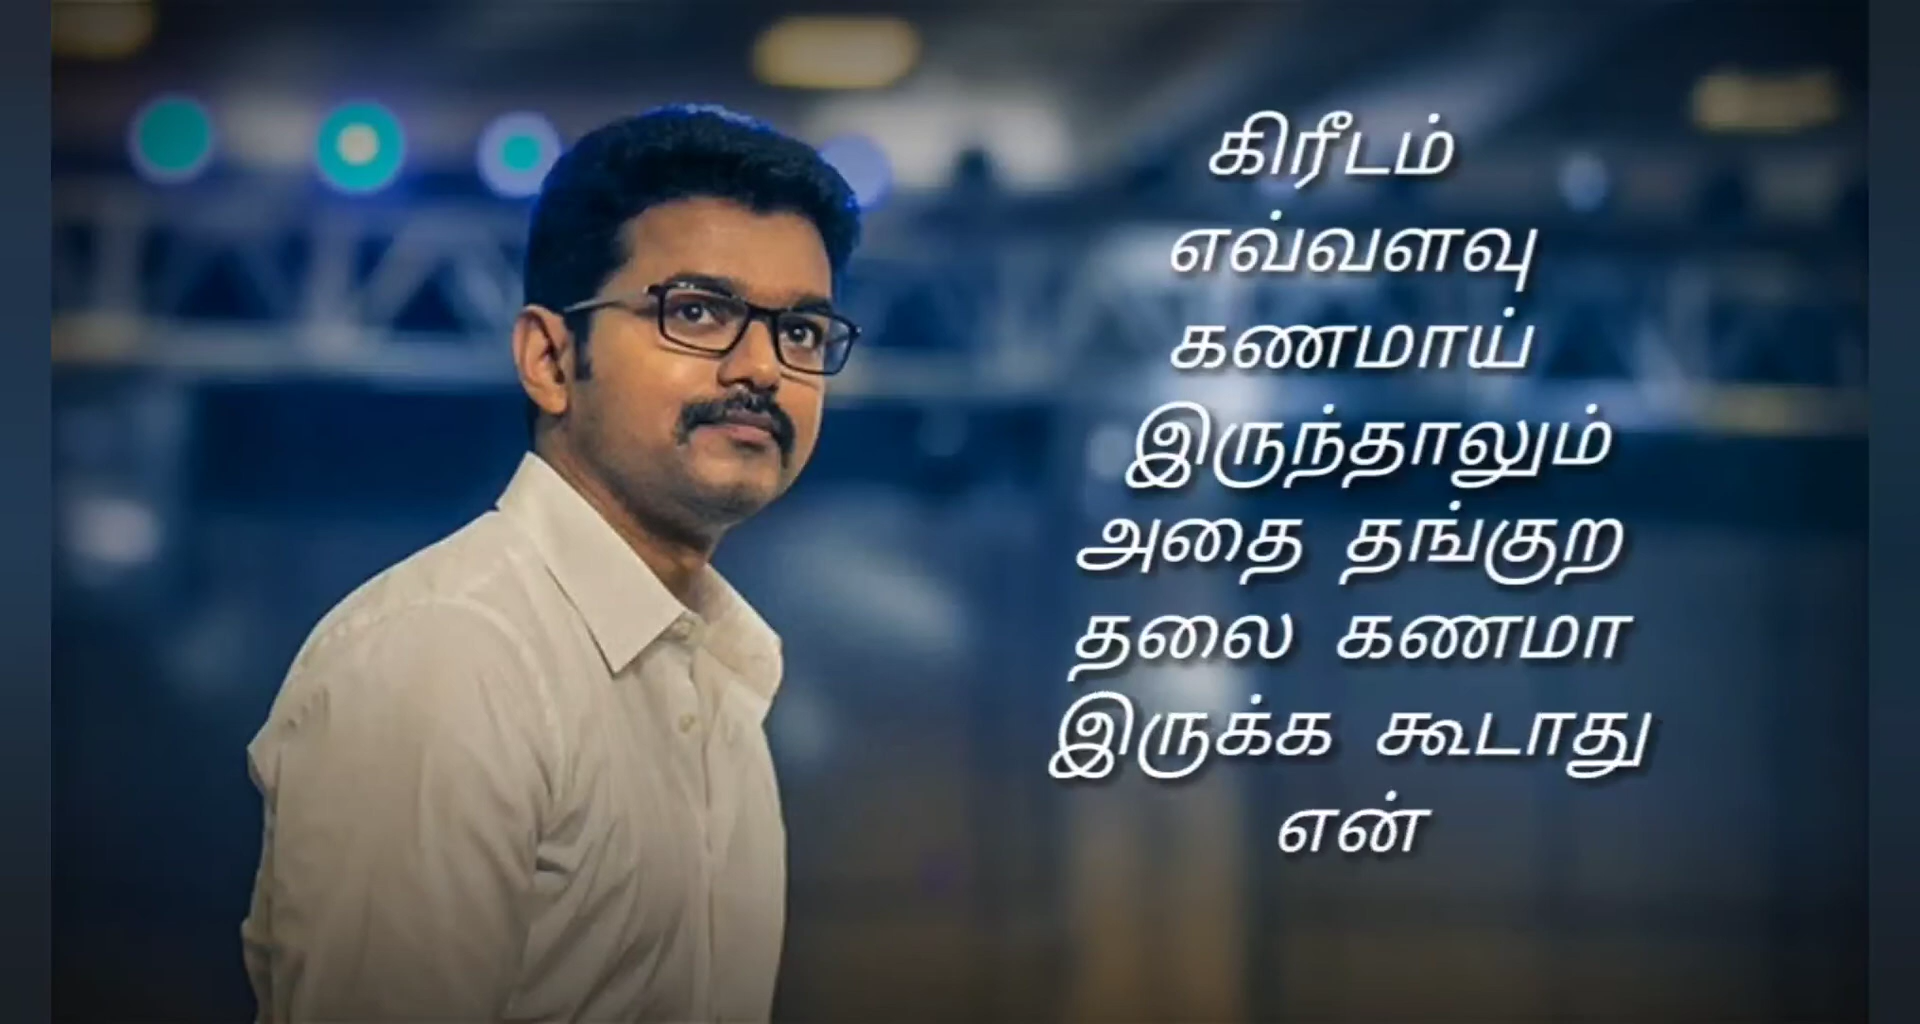 கிரீடம்
எவ்வளவு
கணமாய்
இருந்தாலும்
அதை தங்குற
தலை கணமா
இருக்க கூடாது
என்